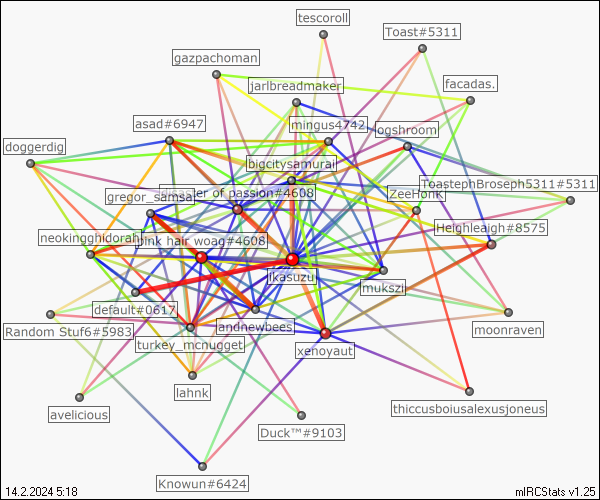 tescoroll
Toast#5311
gazpachoman
jarlbreadmaker
facadas.
asad#6947
mingus4742
ogshroom
doggerdig
bigcitysamurai
ToastephBroseph5311#5311
gregor_samsa
disaster of passion#4608
ZeeHonk
Heighleaigh#8575
neokingghidorah
pink hair woag#4608
ikasuzu
mukszi
default#0617
Random Stuf6#5983
andnewbees
moonraven
turkey_mcnugget
xenoyaut
lahnk
avelicious
thiccusboiusalexusjoneus
Duck™#9103
Knowun#6424
14.2.2024 5:18
mIRCStats v1.25